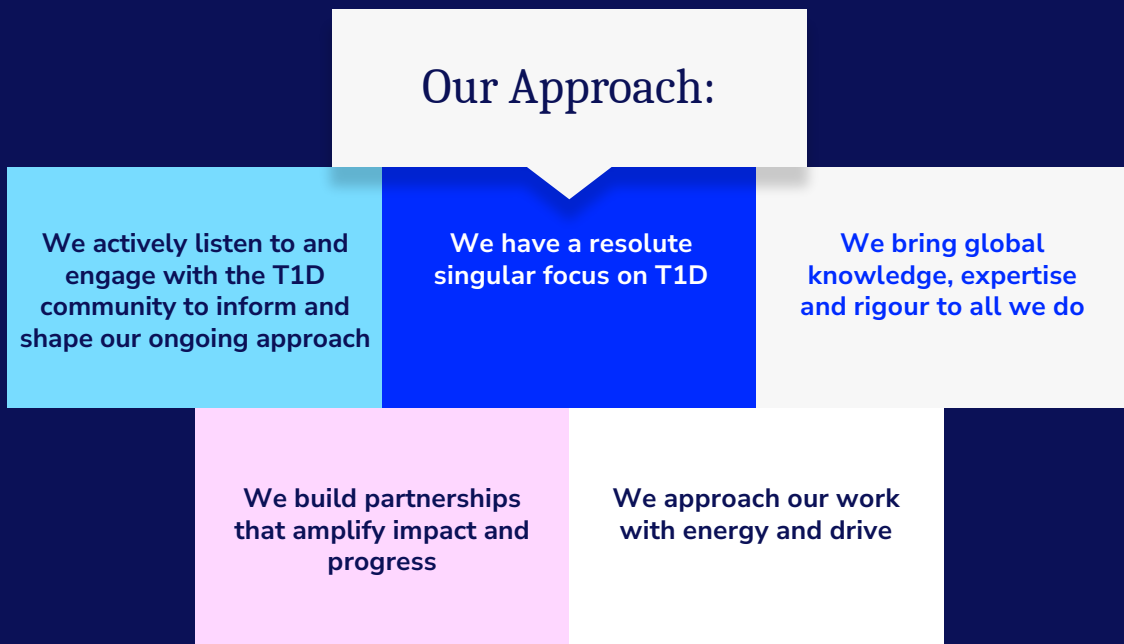 Our Approach:
We actively listen to and
engage with the T1D
community to inform and
shape our ongoing approach
We have a resolute
singular focus on T1D
We bring global
knowledge, expertise
and rigour to all we do
We build partnerships
that amplify impact and
progress
We approach our work
with energy and drive